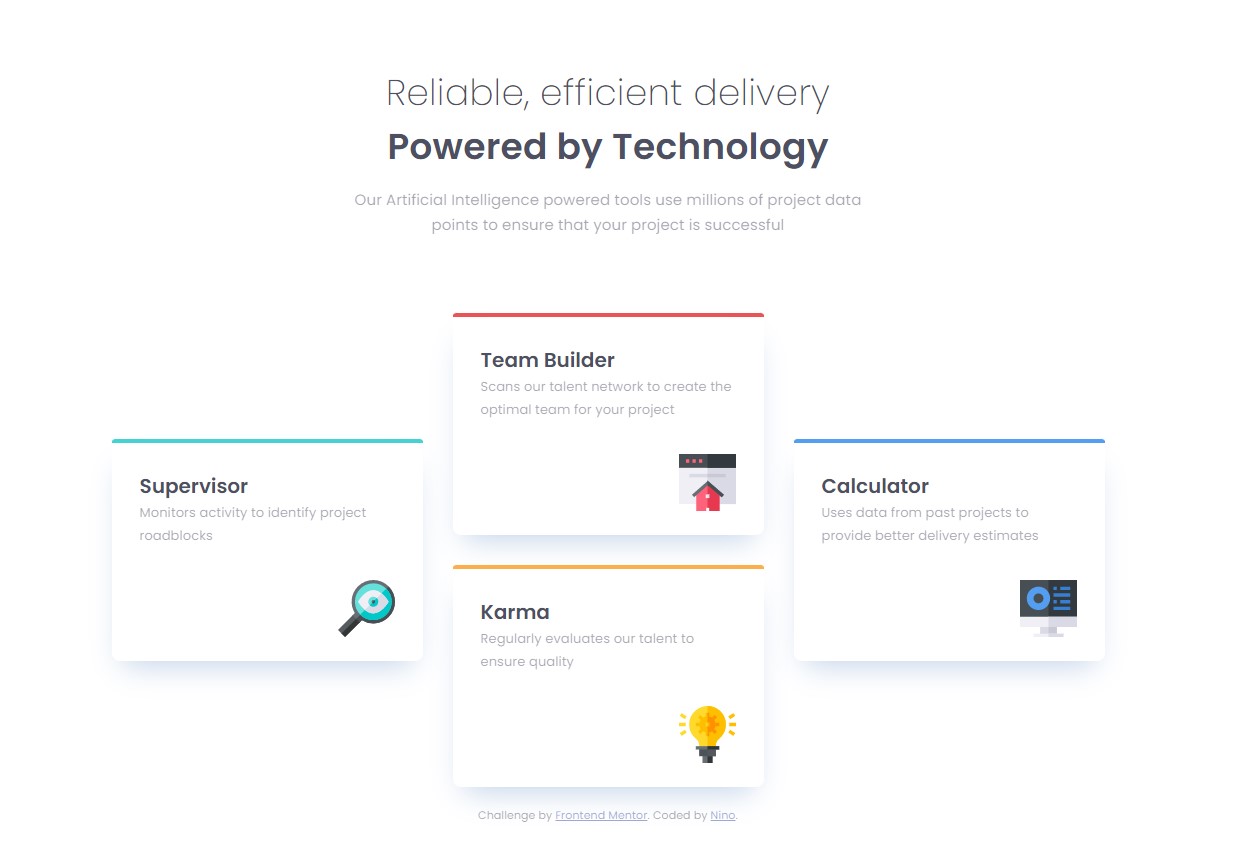 Reliable, efficient delivery
Powered by Technology
Our Artificial Intelligence powered tools use millions of project data
points to ensure that your project is successful
Supervisor
Monitors activity to identify project
roadblocks
Team Builder
Scans our talent network to create the
optimal team for your project
Karma
Regularly evaluates our talent to
ensure quality
Calculator
Uses data from past projects to
provide better delivery estimates
Challenge by Frontend Mentor. Coded by Nino.